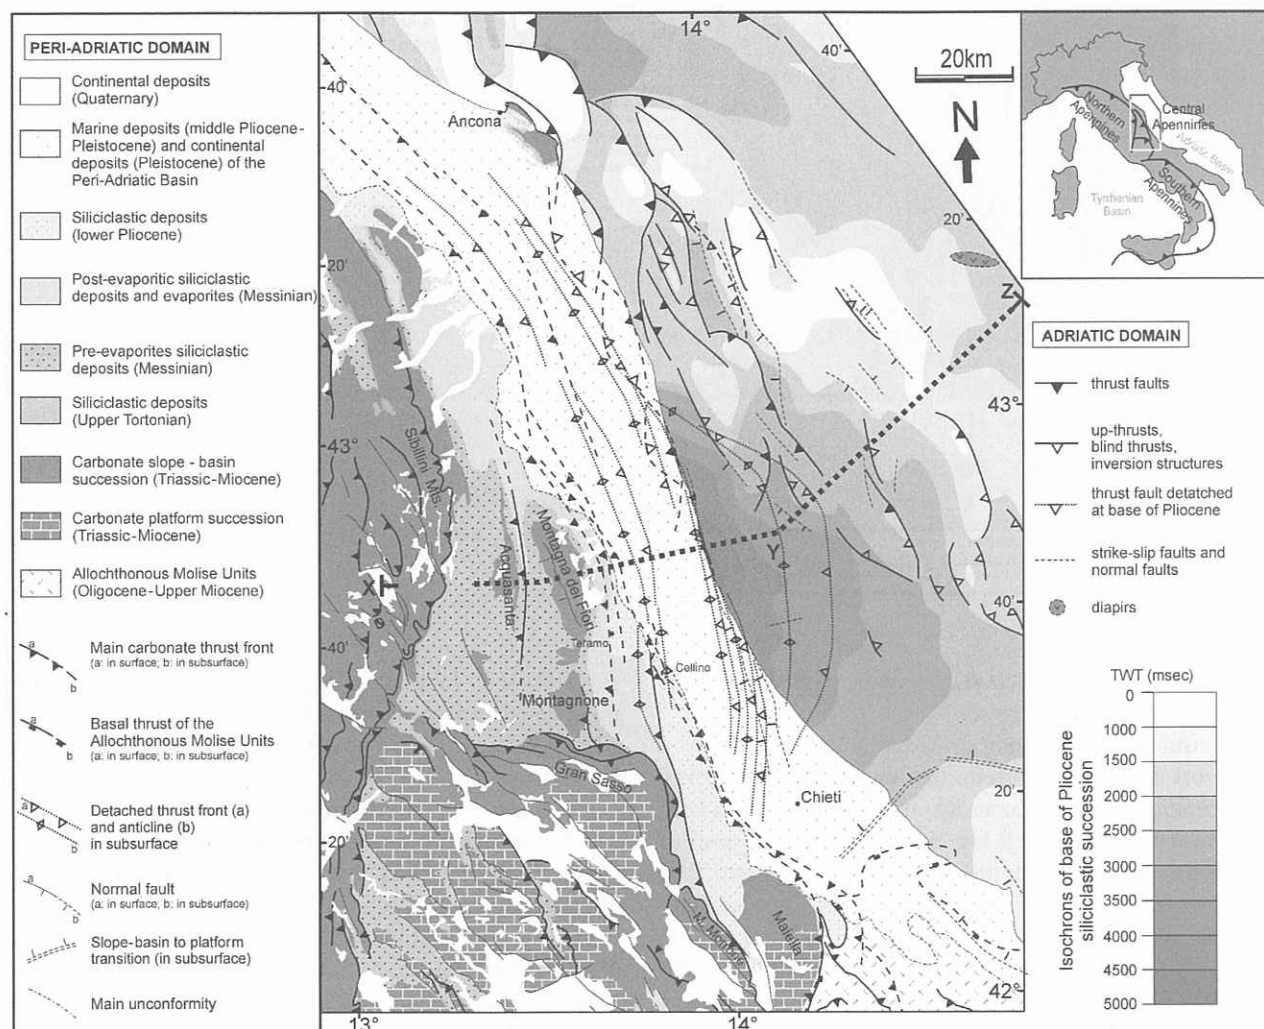 PERI-ADRIATIC DOMAIN
Continental deposits
(Quaternary)
Marine deposits (middle Pliocene-
Pleistocene) and continental
deposits (Pleistocene) of the
Peri-Adriatic Basin
Siliciclastic deposits
(lower Pliocene)
Post-evaporitic siliciclastic
deposits and evaporites (Messinian)
Pre-evaporites siliciclastic
deposits (Messinian)
Siliciclastic deposits
(Upper Tortonian)
Carbonate slope - basin
succession (Triassic-Miocene)
Carbonate platform succession
(Triassic-Miocene)
Allochthonous Molise Units
(Oligocene-Upper Miocene)
a
b
Main carbonate thrust front
(a: in surface; b: in subsurface)
a
b
Basal thrust of the
Allochthonous Molise Units
(a: in surface; b: in subsurface)
a
b
Detached thrust front (a)
and anticline (b)
in subsurface
a
b
Normal fault
(a: in surface; b: in subsurface)
Slope-basin to platform
transition (in subsurface)
Main unconformity
14°
40'
20km
N
40'
Ancona
20'
20'
Z
43°
43°
Sibillini Mts
Acquasanta
Montagna dei Fiori
Y
X
40'
40'
Teramo
Cellino
Montagnone
Gran Sasso
Chieti
20'
20'
M. Morrone
Maiella
42°
13°
14°
Northern
Apennines
Central
Apennines
Adriatic Basin
Southern
Apennines
Tyrrhenian
Basin
ADRIATIC DOMAIN
thrust faults
up-thrusts,
blind thrusts,
inversion structures
thrust fault detatched
at base of Pliocene
strike-slip faults and
normal faults
diapirs
TWT (msec)
0
1000
1500
2000
2500
3000
3500
4000
4500
5000
Isochrons of base of Pliocene
siliciclastic succession